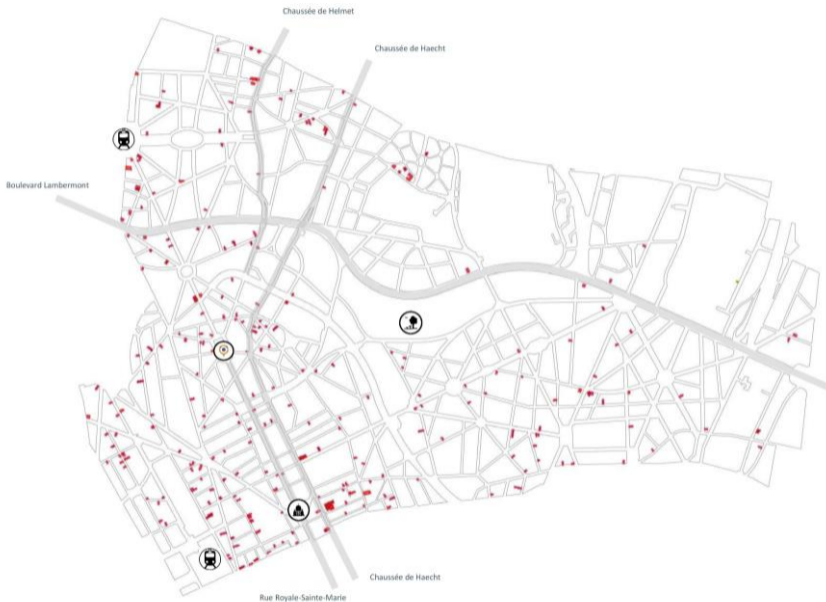 Chaussée de Helmet
Chaussée de Haecht
Boulevard Lambermont
Chaussée de Haecht
Rue Royale-Sainte-Marie